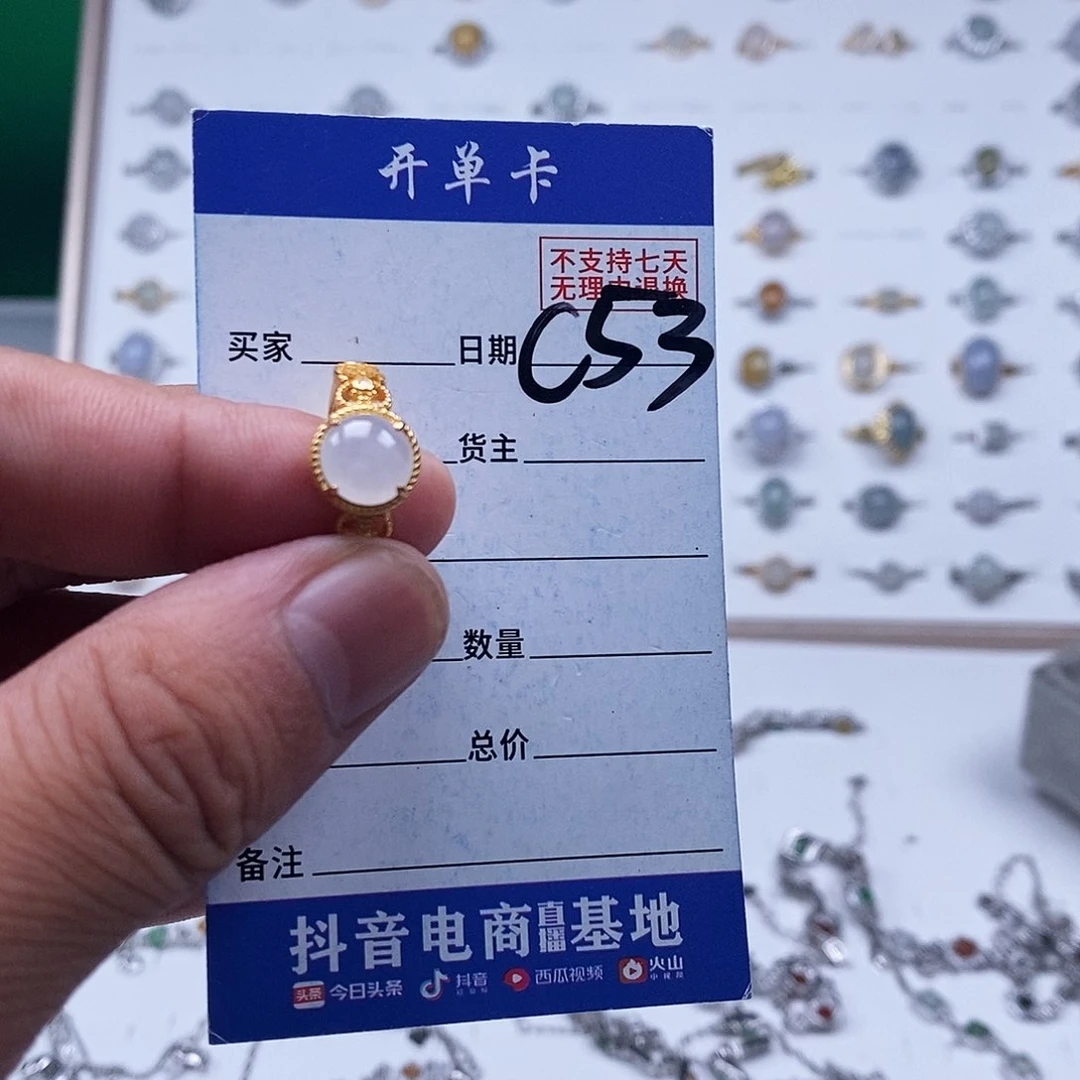 开单卡
不支持七天
无理由退换
买家 日期 C53
货主
数量
总价
备注
抖音电商直播基地
头条 今日头条 抖音 西瓜视频 火山